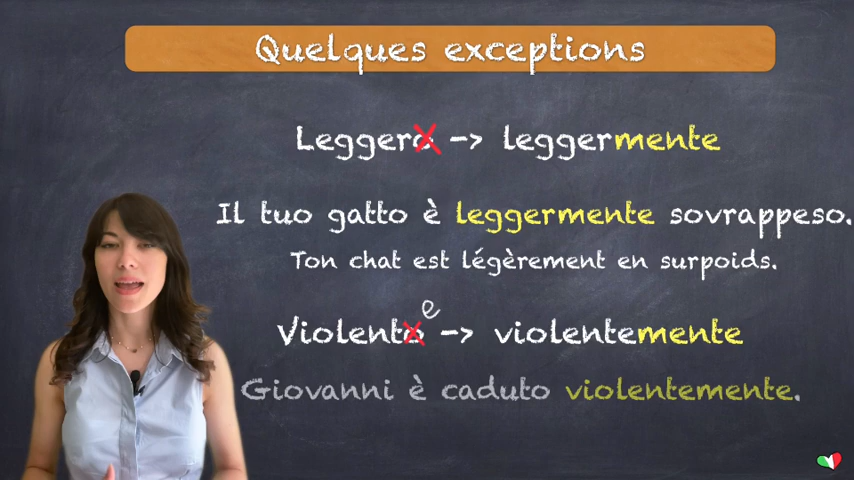 Quelques exceptions
Leggero -> leggermente
Il tuo gatto è leggermente sovrappeso.
Ton chat est légèrement en surpoids.
e
Violento -> violentemente
Giovanni è caduto violentemente.